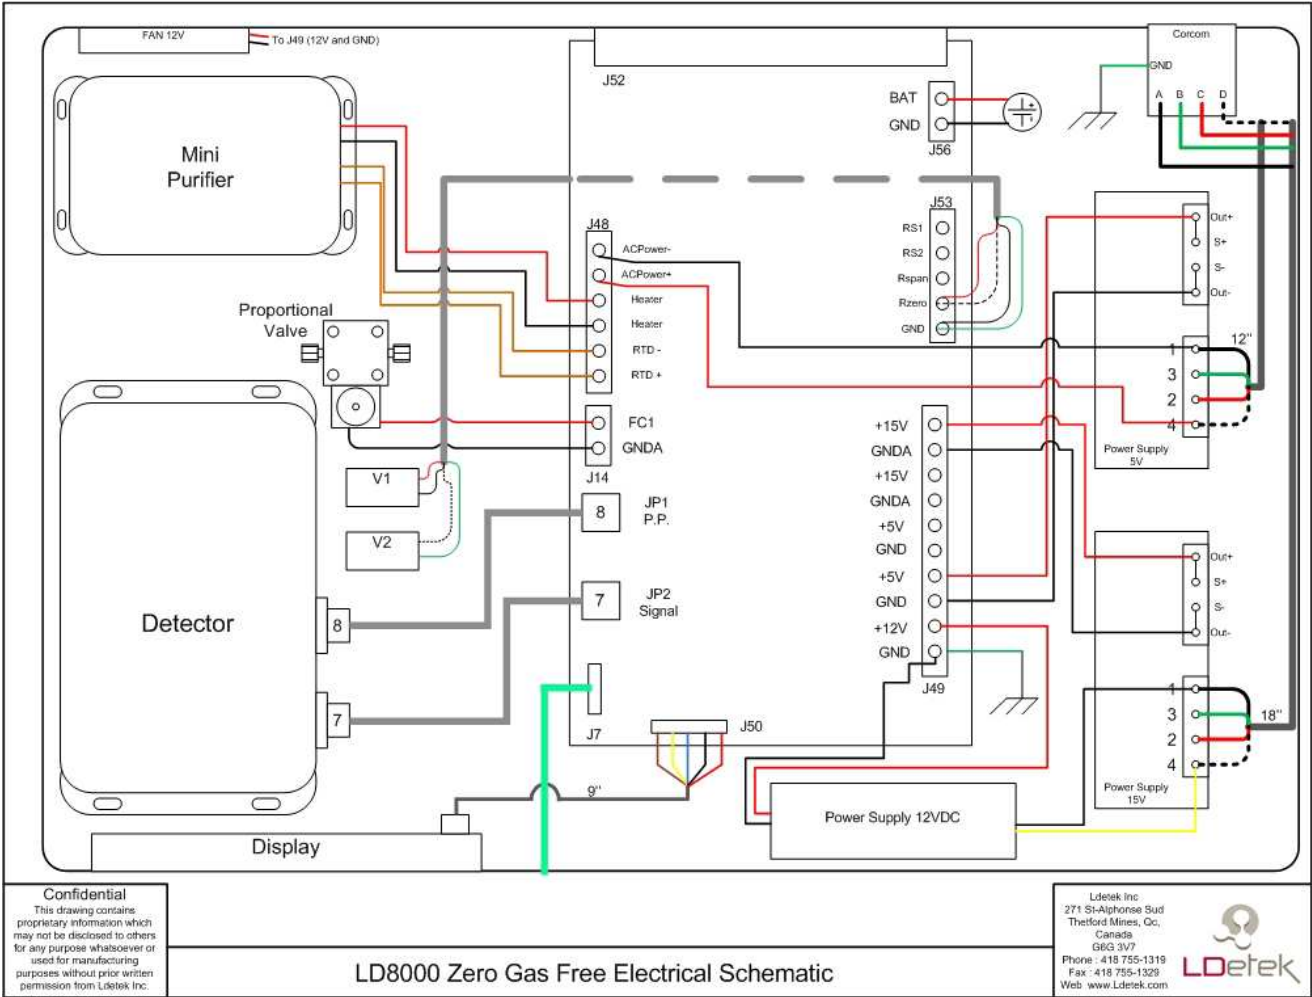 FAN 12V
To J49 (12V and GND)
Corcom
GND
A B C D
J52
BAT
GND
J56
Mini
Purifier
J48
ACPower-
ACPower+
Heater
Heater
RTD -
RTD +
J53
RS1
RS2
Rspan
Rzero
GND
Out+
S+
S-
Out-
12"
1
3
2
4
Power Supply
5V
Proportional
Valve
FC1
GNDA
J14
V1
V2
8
JP1
P.P.
7
JP2
Signal
+15V
GNDA
+15V
GNDA
+5V
GND
+5V
GND
+12V
GND
J49
Out+
S+
S-
Out-
18"
1
3
2
4
Power Supply
15V
Detector
8
7
J7
J50
9"
Power Supply 12VDC
Display
Confidential
This drawing contains
proprietary information which
may not be disclosed to others
for any purpose whatsoever or
used for manufacturing
purposes without prior written
permission from Ldetek Inc.
LD8000 Zero Gas Free Electrical Schematic
Ldetek Inc
271 St-Alphonse Sud
Thetford Mines, Qc,
Canada
G6G 3V7
Phone : 418 755-1319
Fax : 418 755-1329
Web www.Ldetek.com
LDetek